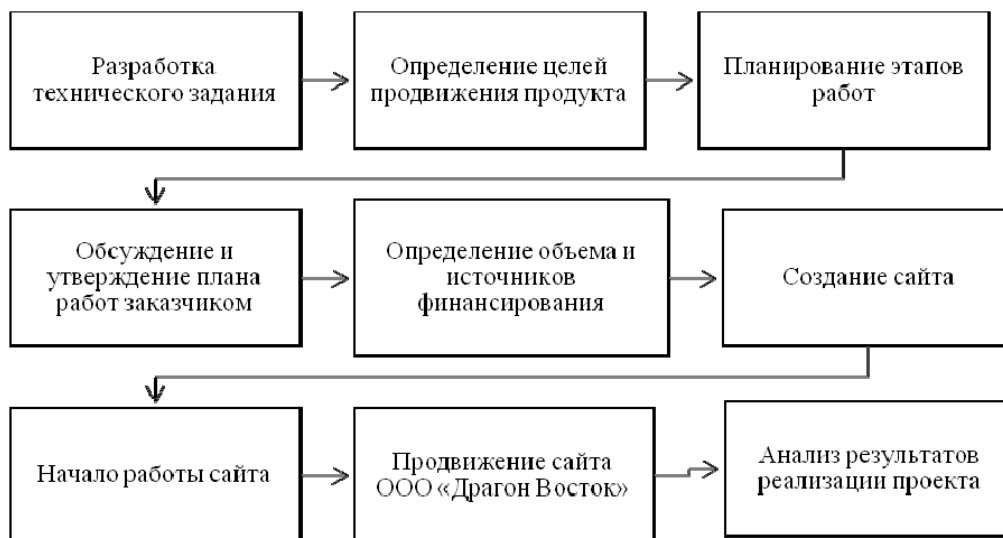 Разработка
технического задания
Определение целей
продвижения продукта
Планирование этапов
работ
Обсуждение и
утверждение плана
работ заказчиком
Определение объема и
источников
финансирования
Создание сайта
Начало работы сайта
Продвижение сайта
ООО «Драгон Восток»
Анализ результатов
реализации проекта